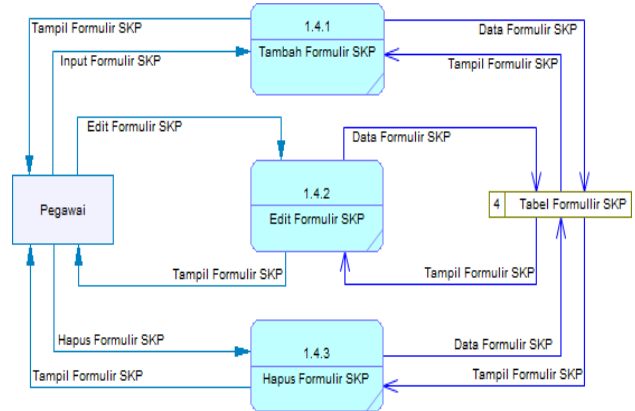 Tampil Formulir SKP
1.4.1
Data Formulir SKP
Input Formulir SKP
Tambah Formulir SKP
Tampil Formulir SKP
Edit Formulir SKP
Data Formulir SKP
Pegawai
1.4.2
Edit Formulir SKP
4 Tabel Formullir SKP
Tampil Formulir SKP
Tampil Formulir SKP
Hapus Formulir SKP
1.4.3
Data Formulir SKP
Tampil Formulir SKP
Hapus Formulir SKP
Tampil Formulir SKP